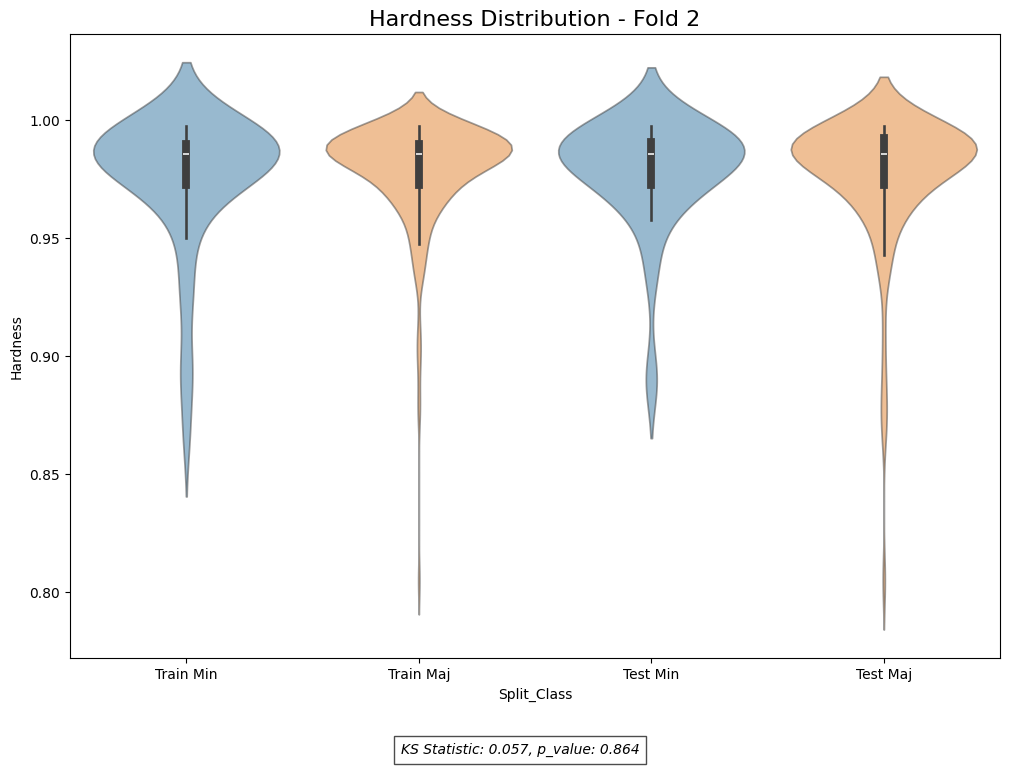 Hardness Distribution - Fold 2
1.00
0.95
0.90
0.85
0.80
Hardness
Train Min
Train Maj
Test Min
Test Maj
Split_Class
KS Statistic: 0.057, p_value: 0.864